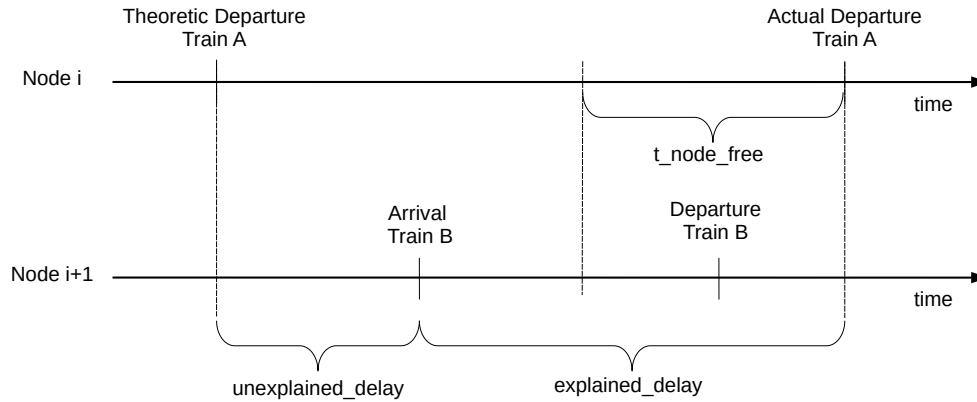 Theoretic Departure
Train A
Actual Departure
Train A
Node i
time
t_node_free
Arrival
Train B
Departure
Train B
Node i+1
time
unexplained_delay
explained_delay